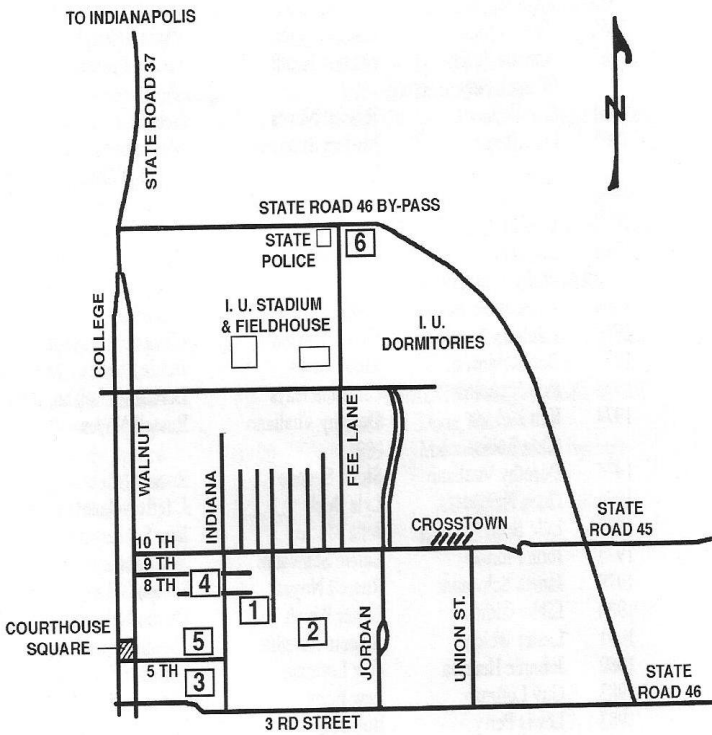 TO INDIANAPOLIS
STATE ROAD 37
N
STATE ROAD 46 BY-PASS
STATE
POLICE
6
COLLEGE
I. U. STADIUM
& FIELDHOUSE
I. U.
DORMITORIES
WALNUT
INDIANA
FEE LANE
CROSSTOWN
STATE
ROAD 45
10 TH
9 TH
8 TH
4
1
2
COURTHOUSE
SQUARE
5
5 TH
3
JORDAN
UNION ST.
STATE
ROAD 46
3 RD STREET